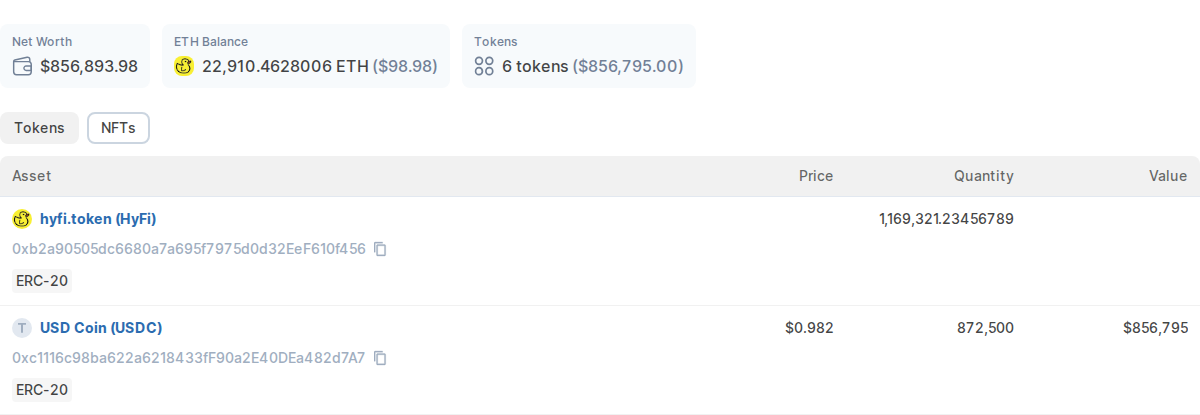 Net Worth
$856,893.98
ETH Balance
22,910.4628006 ETH ($98.98)
Tokens
6 tokens ($856,795.00)
Tokens NFTs
Asset Price Quantity Value
hyfi.token (HyFi) 1,169,321.23456789
0xb2a90505dc6680a7a695f7975d0d32EeF610f456
ERC-20
T USD Coin (USDC) $0.982 872,500 $856,795
0xc1116c98ba622a6218433fF90a2E40DEa482d7A7
ERC-20